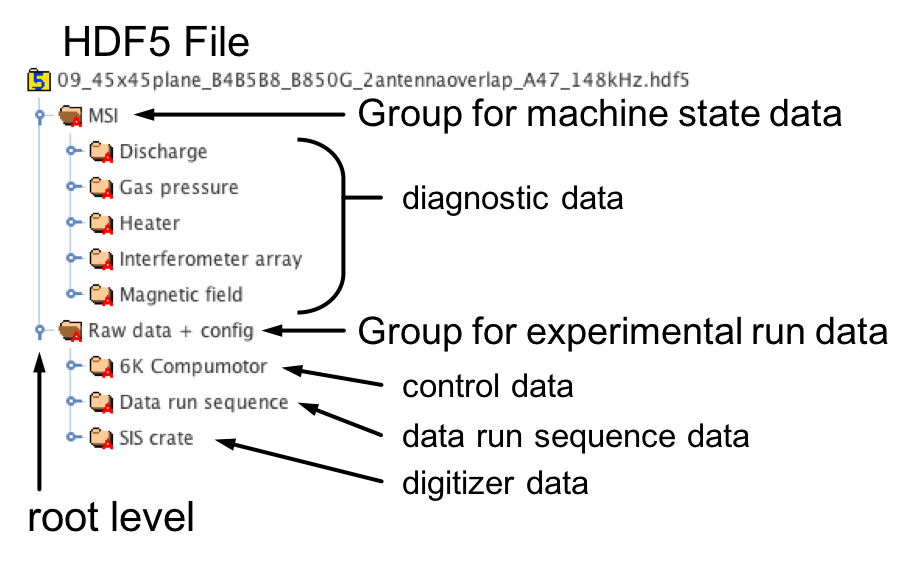 HDF5 File
5 09_45x45plane_B4B5B8_B850G_2antennaoverlap_A47_148kHz.hdf5
MSI Group for machine state data
Discharge
Gas pressure diagnostic data
Heater
Interferometer array
Magnetic field
Raw data + config Group for experimental run data
6K Compumotor control data
Data run sequence data run sequence data
SIS crate digitizer data
root level